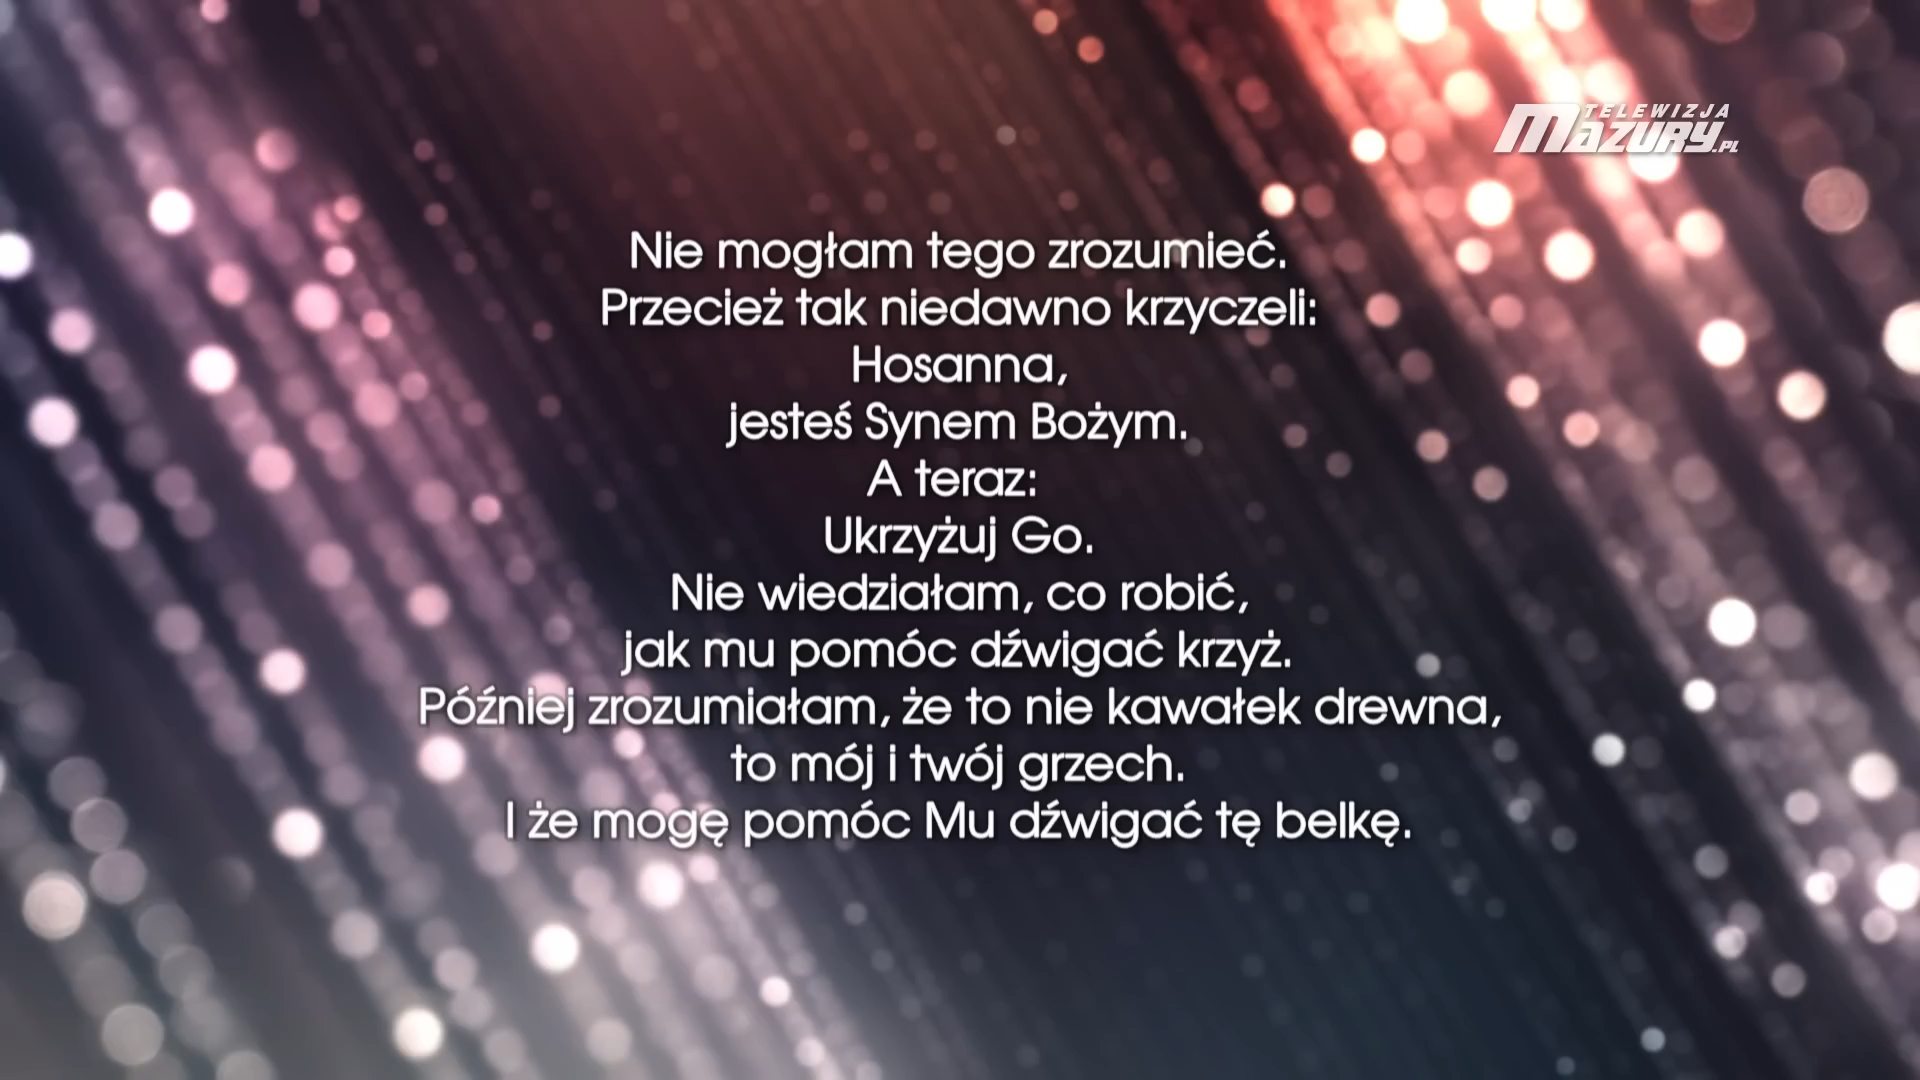 TELEWIZJA
MAZURY.PL
Nie mogłam tego zrozumieć.
Przecież tak niedawno krzyczeli:
Hosanna,
jesteś Synem Bożym.
A teraz:
Ukrzyżuj Go.
Nie wiedziałam, co robić,
jak mu pomóc dźwigać krzyż.
Później zrozumiałam, że to nie kawałek drewna,
to mój i twój grzech.
I że mogę pomóc Mu dźwigać tę belkę.